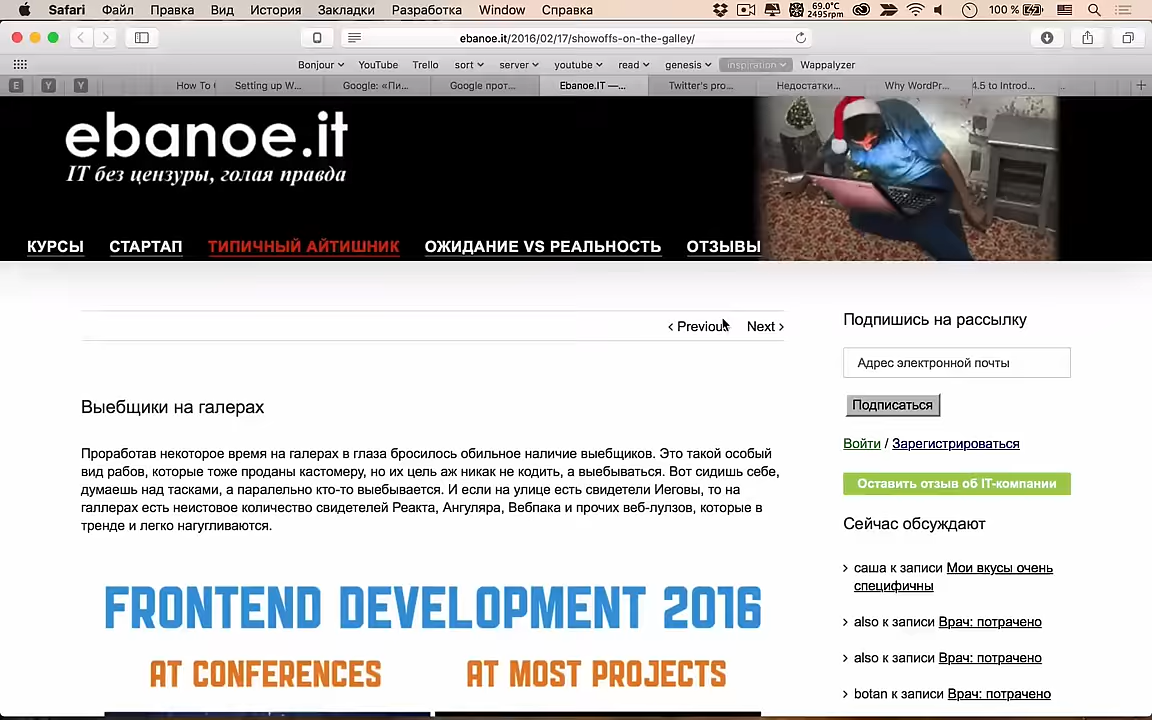 Safari Файл Правка Вид История Закладки Разработка Window Справка
69.0°C
2495rpm
100 %
ebanoe.it/2016/02/17/showoffs-on-the-galley/
Bonjour YouTube Trello sort server youtube read genesis inspiration Wappalyzer
E Y Y How To Setting up W... Google: «Пи... Google прот... Ebanoe.IT —... Twitter's pro... Недостатки... Why WordPr... 4.5 to Introd...
ebanoe.it
IT без цензуры, голая правда
КУРСЫ СТАРТАП ТИПИЧНЫЙ АЙТИШНИК ОЖИДАНИЕ VS РЕАЛЬНОСТЬ ОТЗЫВЫ
‹ Previous Next ›
Выебщики на галерах
Проработав некоторое время на галерах в глаза бросилось обильное наличие выебщиков. Это такой особый
вид рабов, которые тоже проданы кастомеру, но их цель аж никак не кодить, а выебываться. Вот сидишь себе,
думаешь над тасками, а паралельно кто-то выебывается. И если на улице есть свидетели Иеговы, то на
галлерах есть неистовое количество свидетелей Реакта, Ангуляра, Вебпака и прочих веб-лулзов, которые в
тренде и легко нагугливаются.
FRONTEND DEVELOPMENT 2016
AT CONFERENCES AT MOST PROJECTS
Подпишись на рассылку
Адрес электронной почты
Подписаться
Войти / Зарегистрироваться
Оставить отзыв об IT-компании
Сейчас обсуждают
› саша к записи Мои вкусы очень
специфичны
› also к записи Врач: потрачено
› also к записи Врач: потрачено
› botan к записи Врач: потрачено